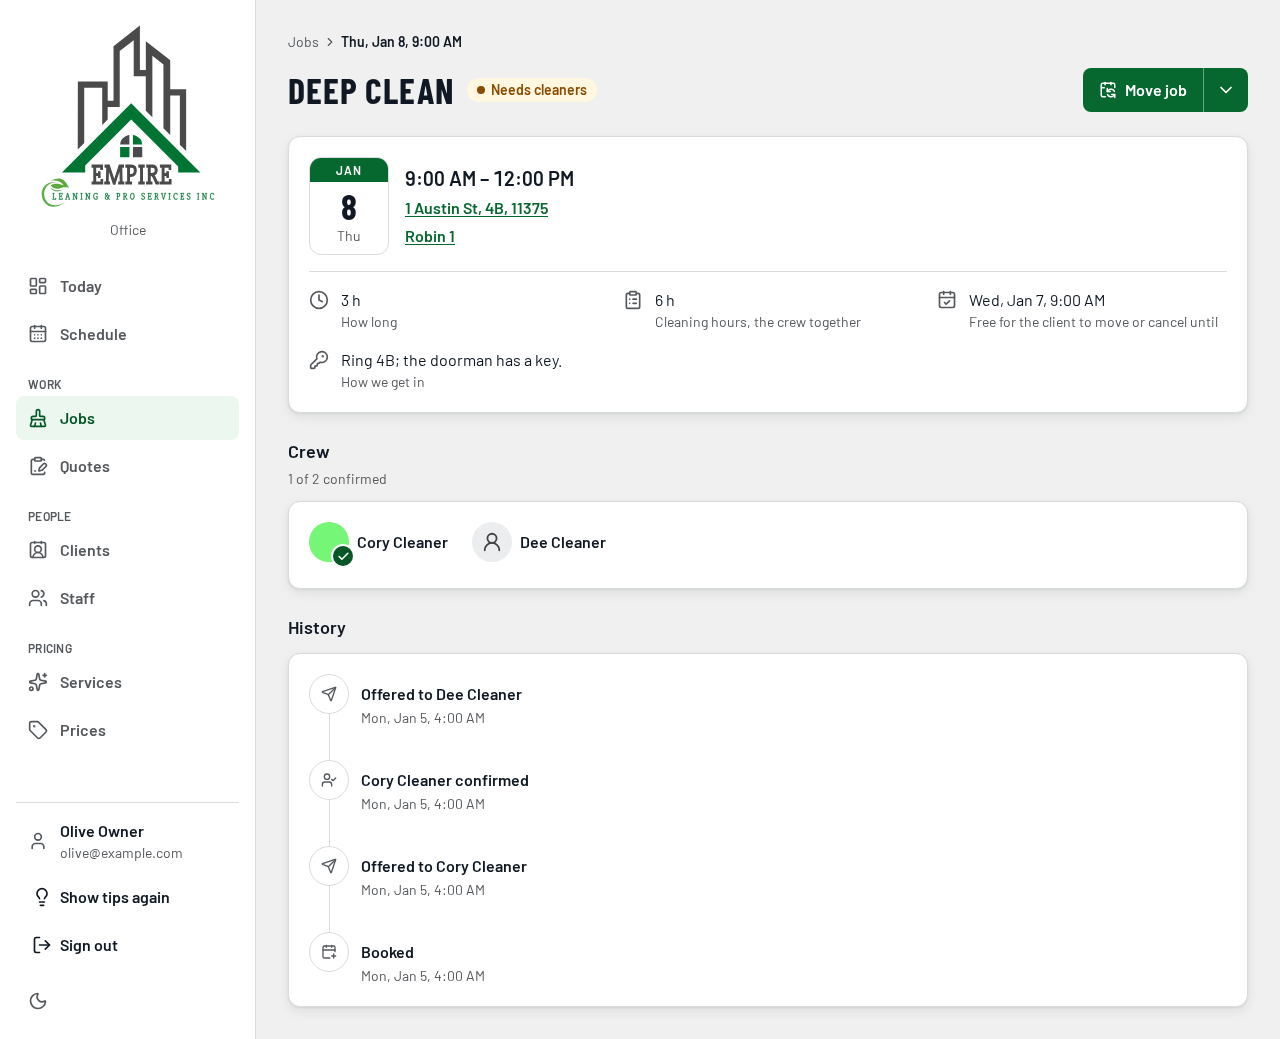 EMPIRE
LEANING & PRO SERVICES INC
Office
Today
Schedule
WORK
Jobs
Quotes
PEOPLE
Clients
Staff
PRICING
Services
Prices
Olive Owner
olive@example.com
Show tips again
Sign out
Jobs > Thu, Jan 8, 9:00 AM
DEEP CLEAN
Needs cleaners
Move job
JAN
8
Thu
9:00 AM – 12:00 PM
1 Austin St, 4B, 11375
Robin 1
3 h
How long
6 h
Cleaning hours, the crew together
Wed, Jan 7, 9:00 AM
Free for the client to move or cancel until
Ring 4B; the doorman has a key.
How we get in
Crew
1 of 2 confirmed
Cory Cleaner
Dee Cleaner
History
Offered to Dee Cleaner
Mon, Jan 5, 4:00 AM
Cory Cleaner confirmed
Mon, Jan 5, 4:00 AM
Offered to Cory Cleaner
Mon, Jan 5, 4:00 AM
Booked
Mon, Jan 5, 4:00 AM